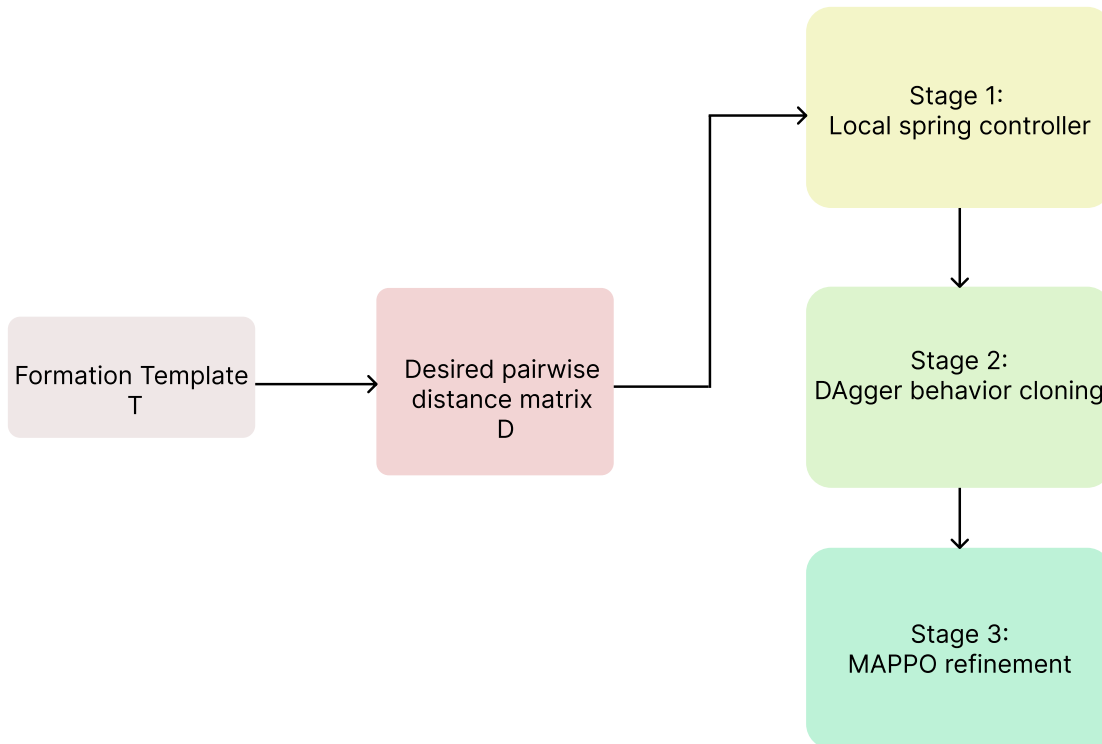 Formation Template
T
Desired pairwise
distance matrix
D
Stage 1:
Local spring controller
Stage 2:
DAgger behavior cloning
Stage 3:
MAPPO refinement